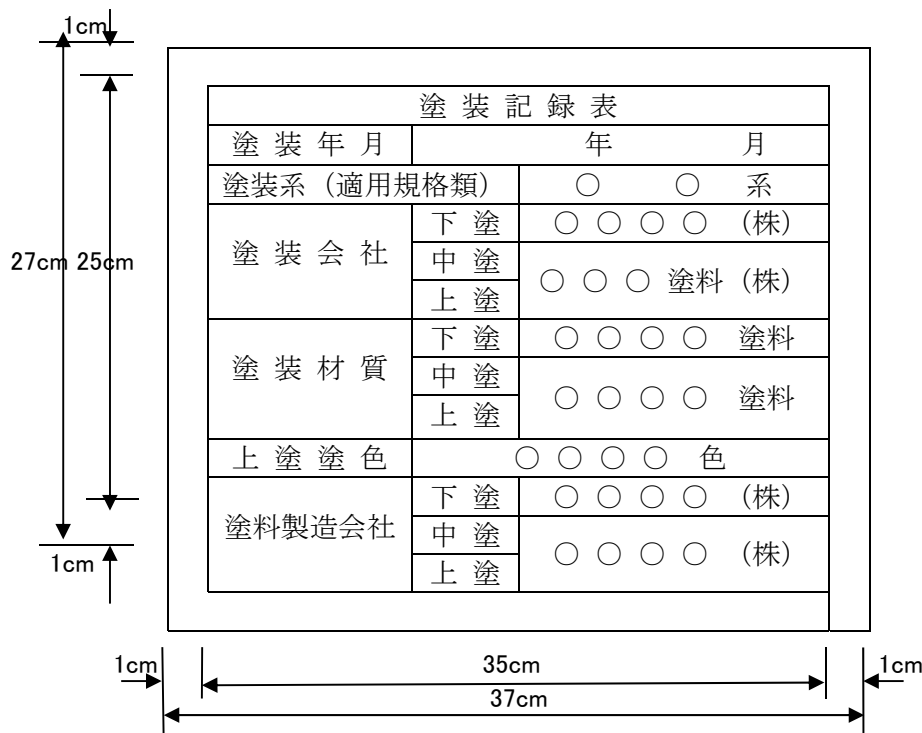 1cm
塗 装 記 録 表
塗 装 年 月 年 月
塗装系（適用規格類） ○ ○ 系
塗 装 会 社 下 塗 ○ ○ ○ ○ （株）
中 塗 ○ ○ ○ 塗料（株）
上 塗
27cm 25cm
塗 装 材 質 下 塗 ○ ○ ○ ○ 塗料
中 塗 ○ ○ ○ ○ 塗料
上 塗
上 塗 塗 色 ○ ○ ○ ○ 色
塗料製造会社 下 塗 ○ ○ ○ ○ （株）
中 塗 ○ ○ ○ ○ （株）
上 塗
1cm
1cm 35cm 1cm
37cm